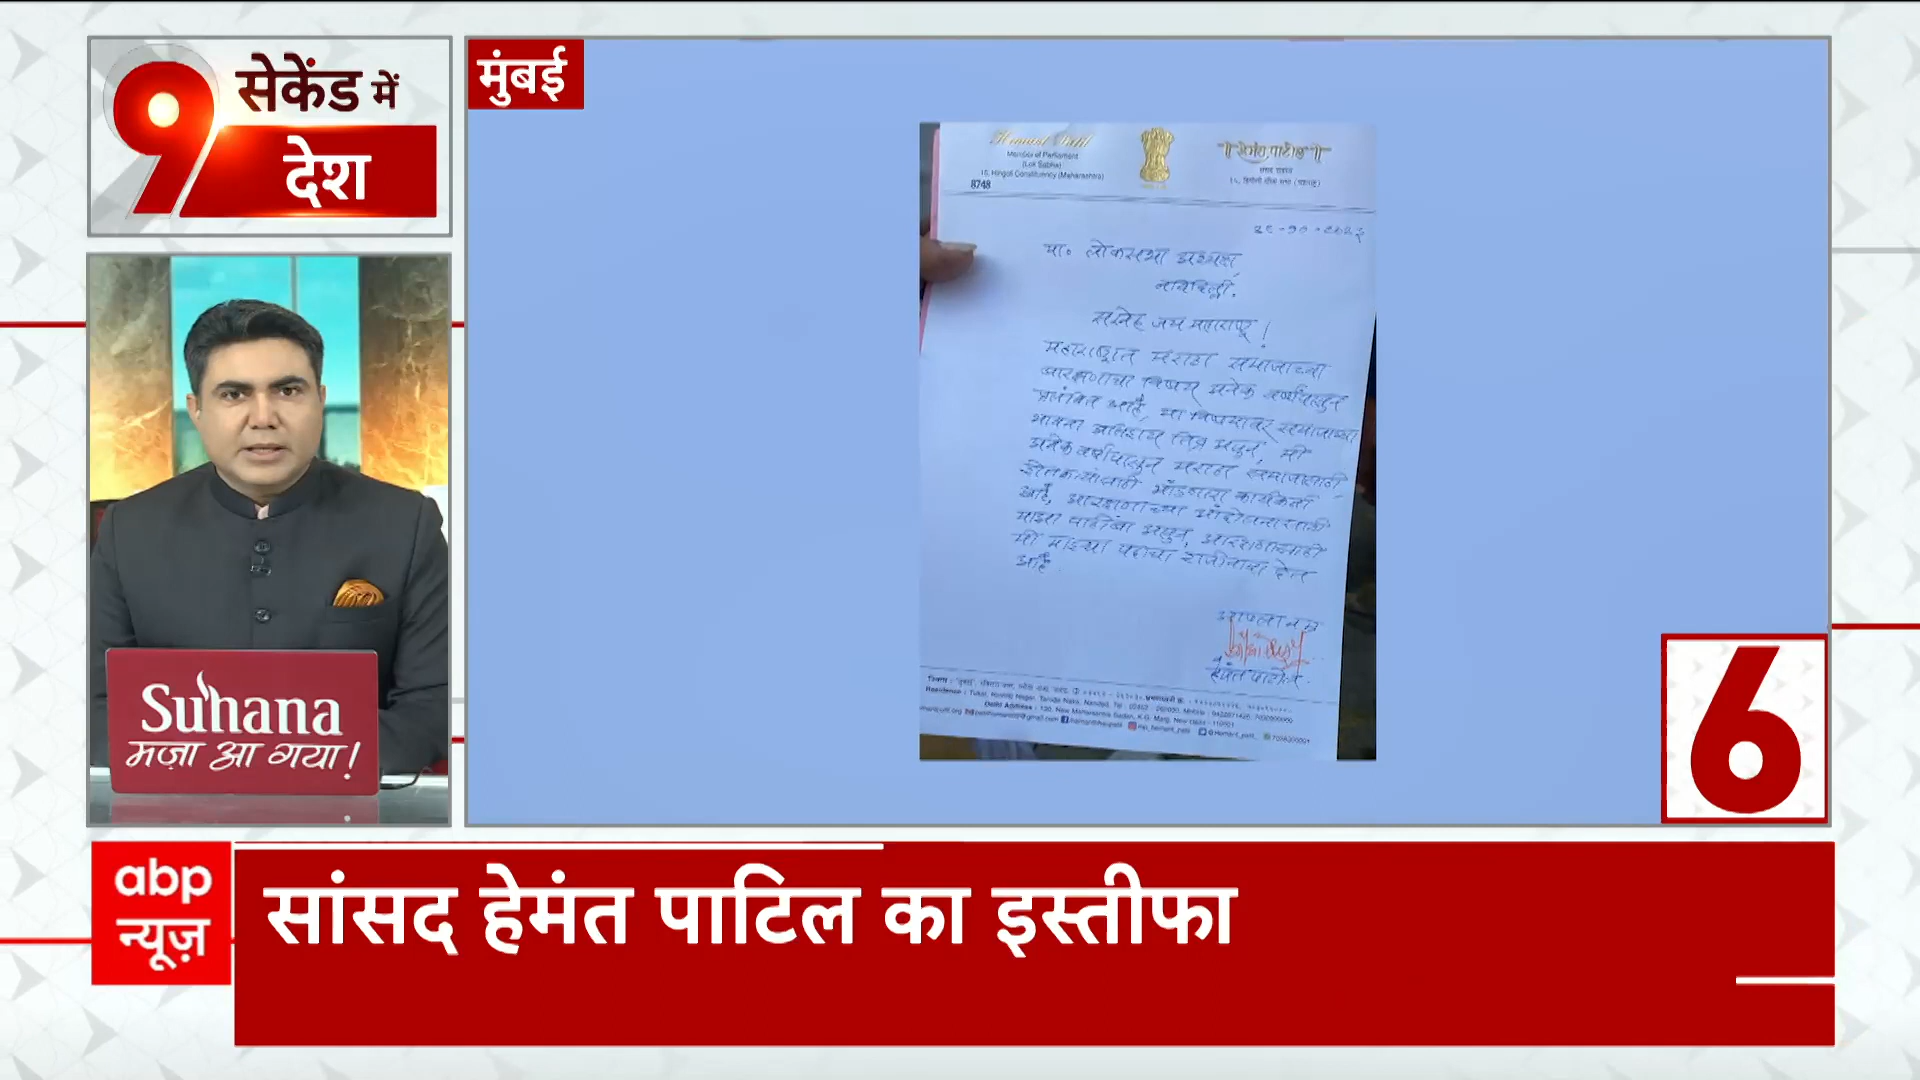 9 सेकेंड में
देश
मुंबई
Hemant Patil
Member of Parliament
(Lok Sabha)
15, Hingoli Constituency (Maharashtra)
8748
॥ हेमंत पाटील ॥
मा. लोकसभा अध्यक्ष,
नविदिल्ली.
सस्नेह जय महाराष्ट्र !
महाराष्ट्रात मराठा समाजाच्या
आरक्षणाचा विषय अनेक वर्षांपासुन
प्रलंबित आहे, या विषयावर समाजाच्या
भावना अतिशय तिव्र असुन, मी
अनेक वर्षांपासुन मराठा समाजासाठी,
शेतकऱ्यांसाठी भांडणारा कार्यकर्ता
आहे, आरक्षणाच्या आंदोलनासाठी
माझा पाठींबा असुन, आरक्षणासाठी
मी माझ्या पदाचा राजीनामा देत
आहे.
आपला नम्र
हेमंत पाटील.
Suhana
मज़ा आ गया!
6
abp
न्यूज़
सांसद हेमंत पाटिल का इस्तीफा